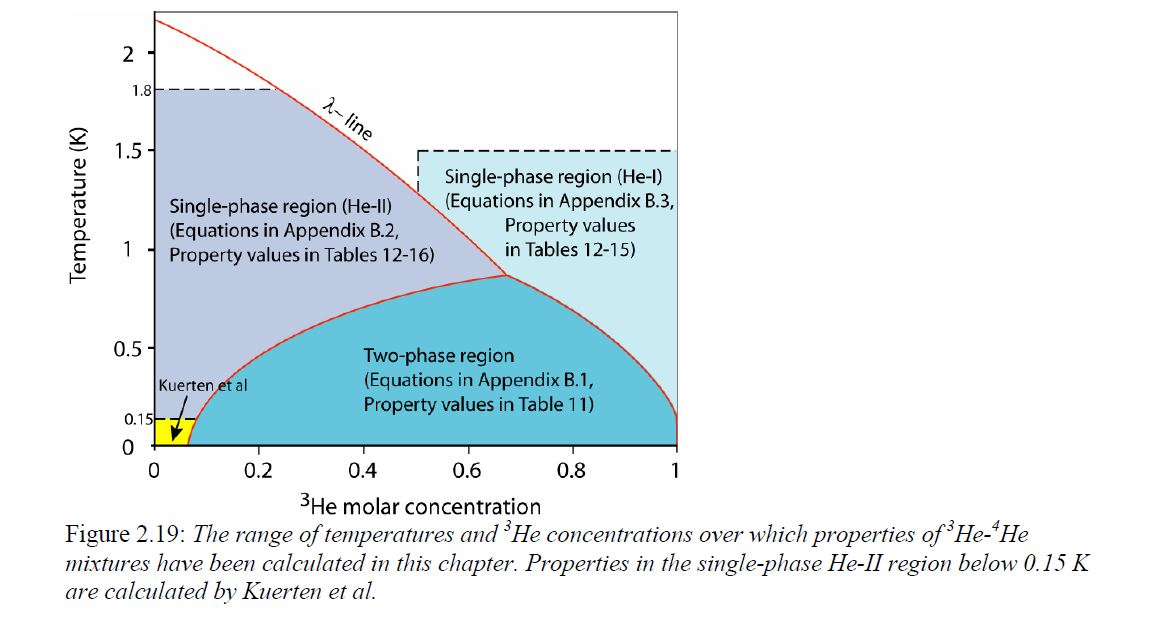 2
1.8
λ– line
1.5
Temperature (K)
Single-phase region (He-I)
(Equations in Appendix B.3,
Property values
in Tables 12-15)
Single-phase region (He-II)
(Equations in Appendix B.2,
Property values in Tables 12-16)
1
0.5
Two-phase region
(Equations in Appendix B.1,
Property values in Table 11)
Kuerten et al
0.15
0
0 0.2 0.4 0.6 0.8 1
³He molar concentration
Figure 2.19: The range of temperatures and ³He concentrations over which properties of ³He-⁴He
mixtures have been calculated in this chapter. Properties in the single-phase He-II region below 0.15 K
are calculated by Kuerten et al.